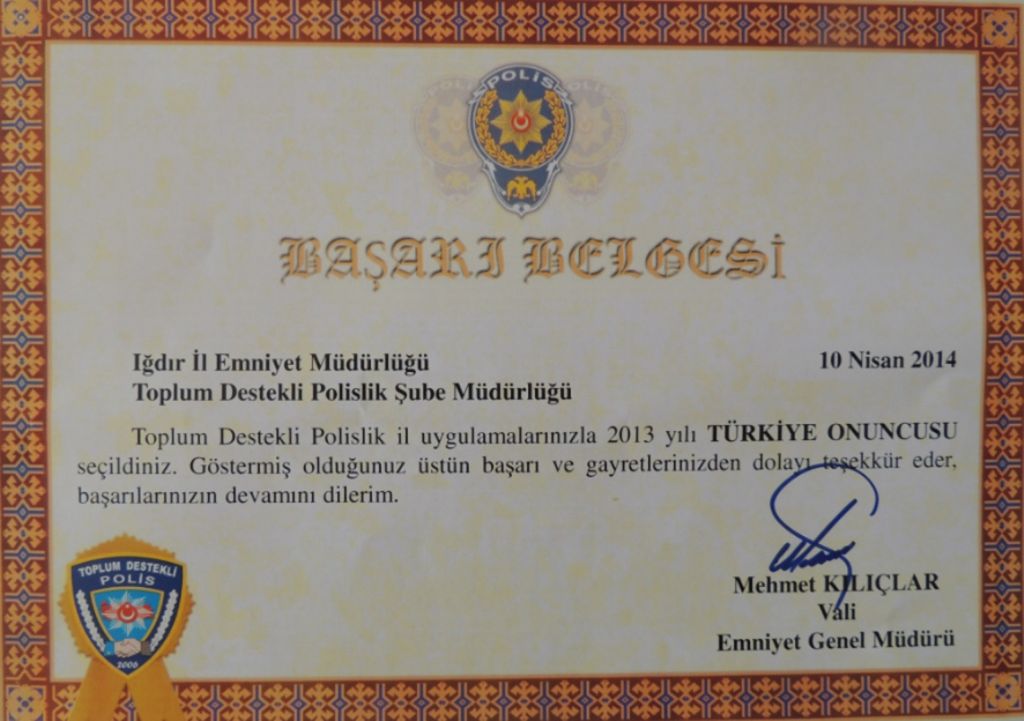 POLİS
BAŞARI BELGESİ
Iğdır İl Emniyet Müdürlüğü
10 Nisan 2014
Toplum Destekli Polislik Şube Müdürlüğü
Toplum Destekli Polislik il uygulamalarınızla 2013 yılı TÜRKİYE ONUNCUSU
seçildiniz. Göstermiş olduğunuz üstün başarı ve gayretlerinizden dolayı teşekkür eder,
başarılarınızın devamını dilerim.
TOPLUM DESTEKLİ
POLİS
2006
Mehmet KILIÇLAR
Vali
Emniyet Genel Müdürü